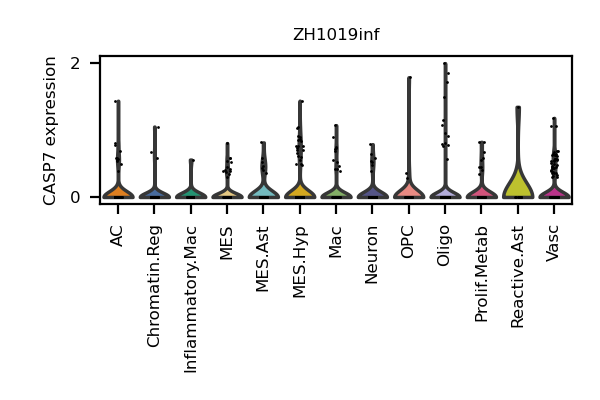 ZH1019inf
CASP7 expression
2
0
AC
Chromatin.Reg
Inflammatory.Mac
MES
MES.Ast
MES.Hyp
Mac
Neuron
OPC
Oligo
Prolif.Metab
Reactive.Ast
Vasc